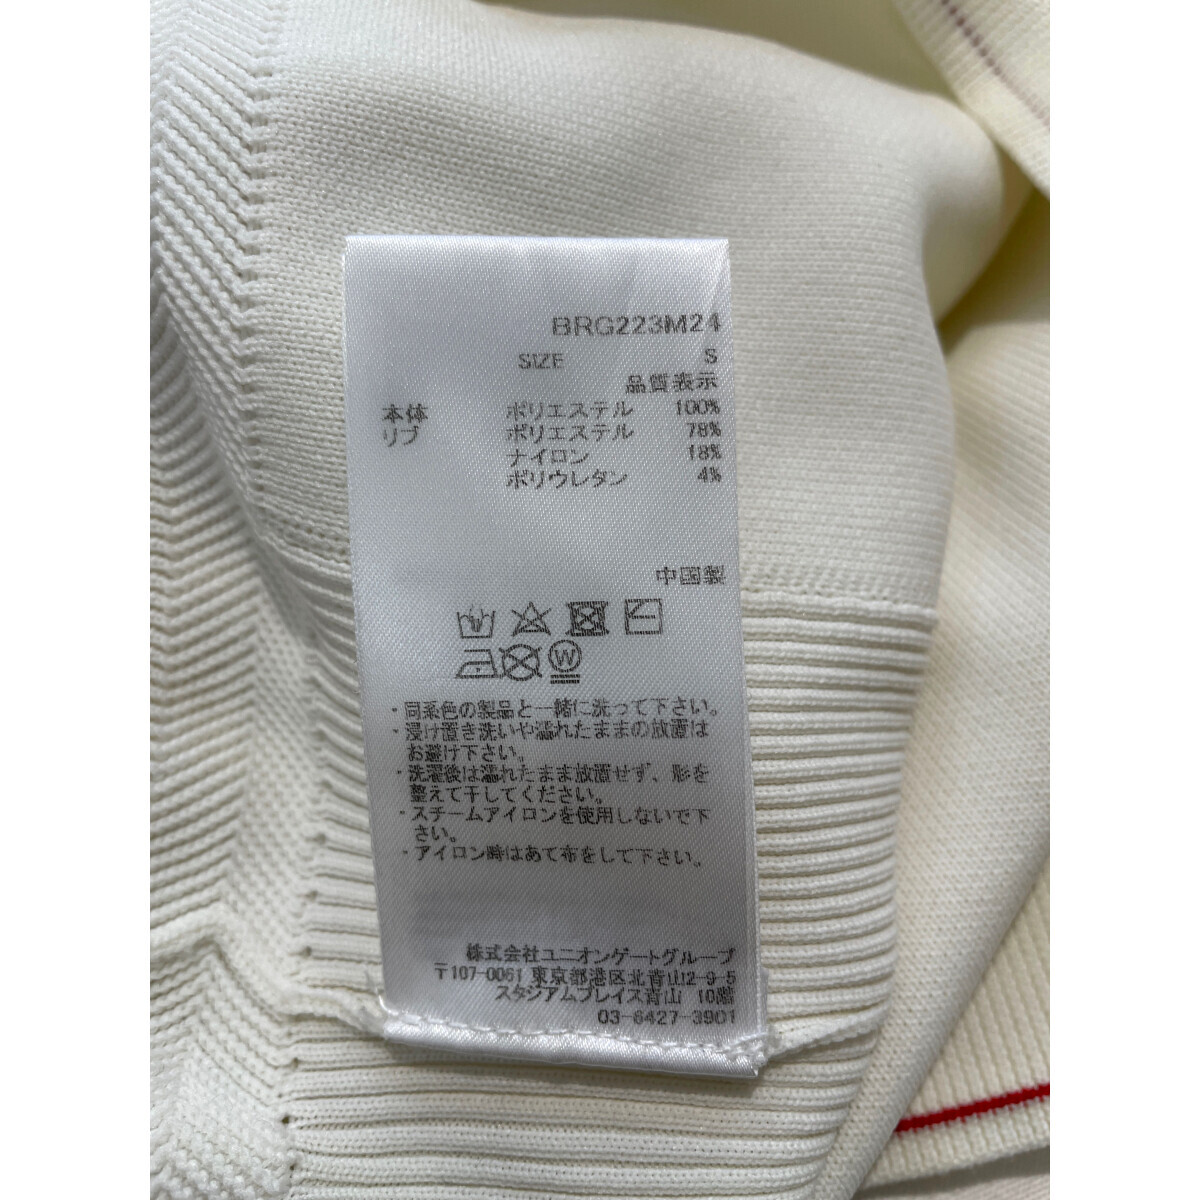 BRG223M24
SIZE S
品質表示
本体 ポリエステル 100%
リブ ポリエステル 78%
ナイロン 18%
ポリウレタン 4%
中国製
W
・同系色の製品と一緒に洗って下さい。
・浸け置き洗いや濡れたままの放置は
お避け下さい。
・洗濯後は濡れたまま放置せず、形を
整えて干してください。
・スチームアイロンを使用しないで下
さい。
・アイロン時はあて布をして下さい。
株式会社ユニオンゲートグループ
〒107-0061 東京都港区北青山2-9-5
スタジアムプレイス青山 10階
03-6427-3901